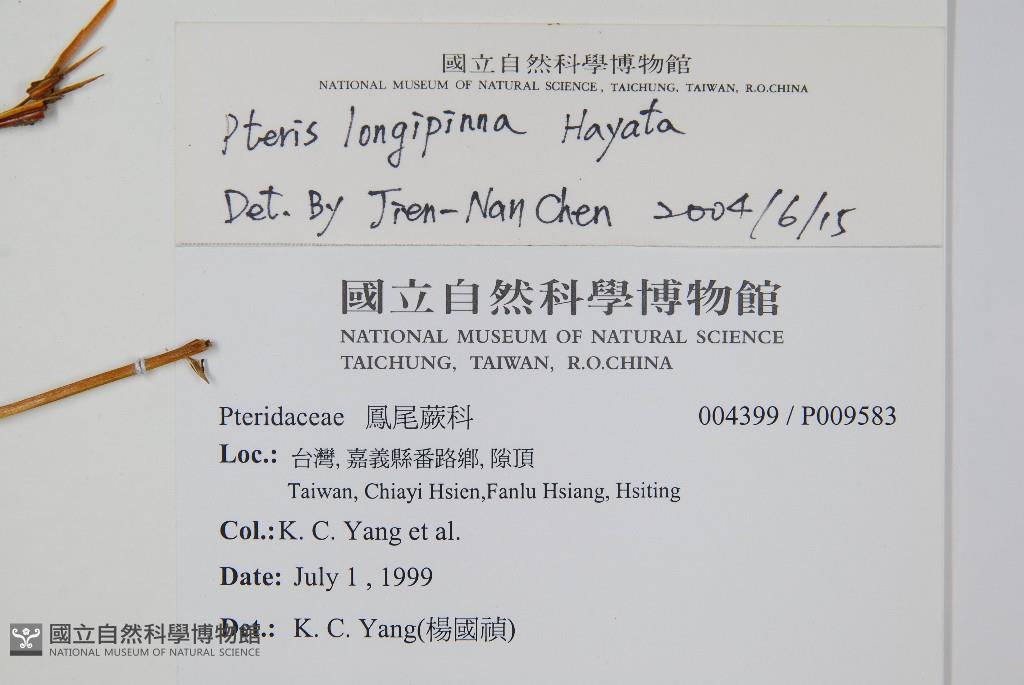 國立自然科學博物館
NATIONAL MUSEUM OF NATURAL SCIENCE, TAICHUNG, TAIWAN, R.O.CHINA
Pteris longipinna Hayata
Det. By Jien-Nan Chen 2004/6/15
國立自然科學博物館
NATIONAL MUSEUM OF NATURAL SCIENCE
TAICHUNG, TAIWAN, R.O.CHINA
Pteridaceae 鳳尾蕨科 004399 / P009583
Loc.: 台灣, 嘉義縣番路鄉, 隙頂
Taiwan, Chiayi Hsien,Fanlu Hsiang, Hsiting
Col.:K. C. Yang et al.
Date: July 1 , 1999
Det.: K. C. Yang(楊國禎)
國立自然科學博物館
NATIONAL MUSEUM OF NATURAL SCIENCE